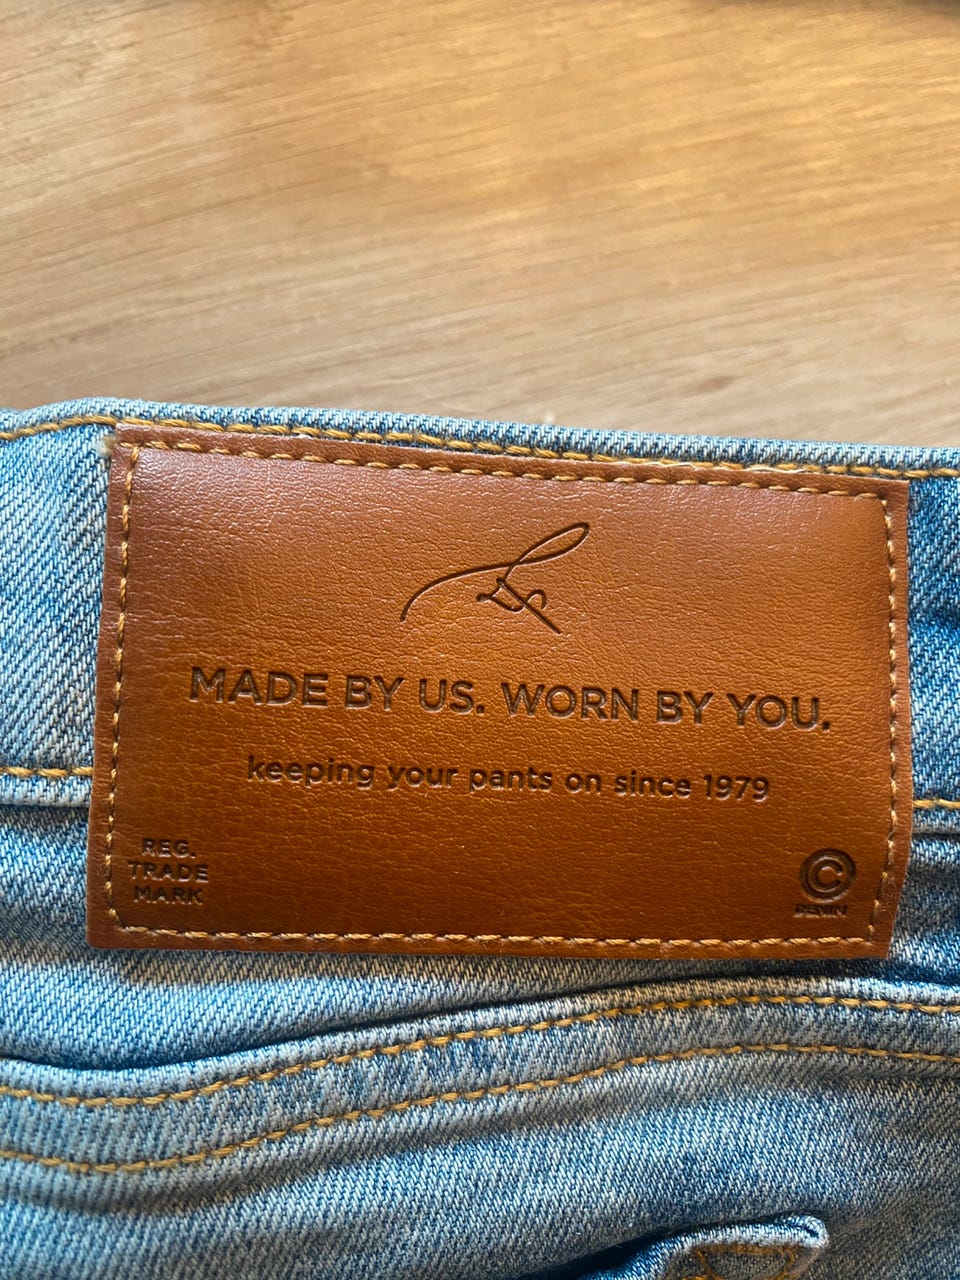 MADE BY US. WORN BY YOU.
keeping your pants on since 1979
REG.
TRADE
MARK
©
DENIM